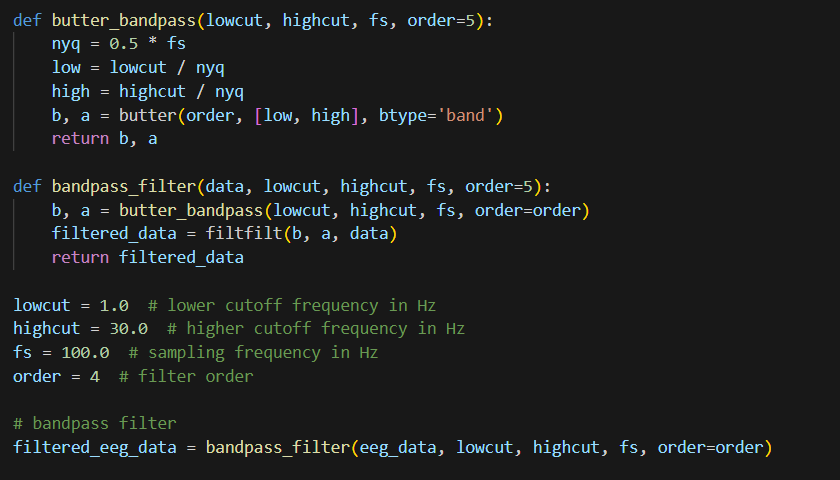 def butter_bandpass(lowcut, highcut, fs, order=5):
    nyq = 0.5 * fs
    low = lowcut / nyq
    high = highcut / nyq
    b, a = butter(order, [low, high], btype='band')
    return b, a

def bandpass_filter(data, lowcut, highcut, fs, order=5):
    b, a = butter_bandpass(lowcut, highcut, fs, order=order)
    filtered_data = filtfilt(b, a, data)
    return filtered_data

lowcut = 1.0  # lower cutoff frequency in Hz
highcut = 30.0  # higher cutoff frequency in Hz
fs = 100.0  # sampling frequency in Hz
order = 4  # filter order

# bandpass filter
filtered_eeg_data = bandpass_filter(eeg_data, lowcut, highcut, fs, order=order)